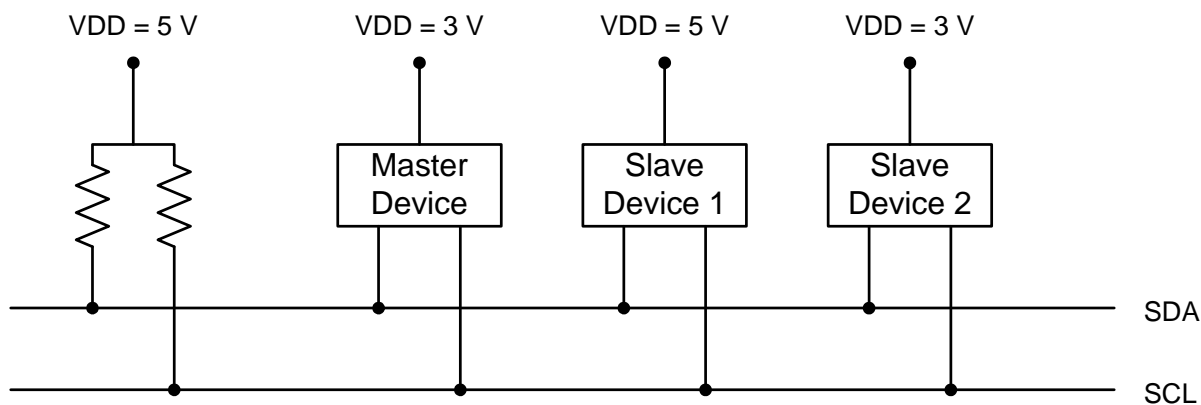 VDD = 5 V
VDD = 3 V
VDD = 5 V
VDD = 3 V
Master
Device
Slave
Device 1
Slave
Device 2
SDA
SCL